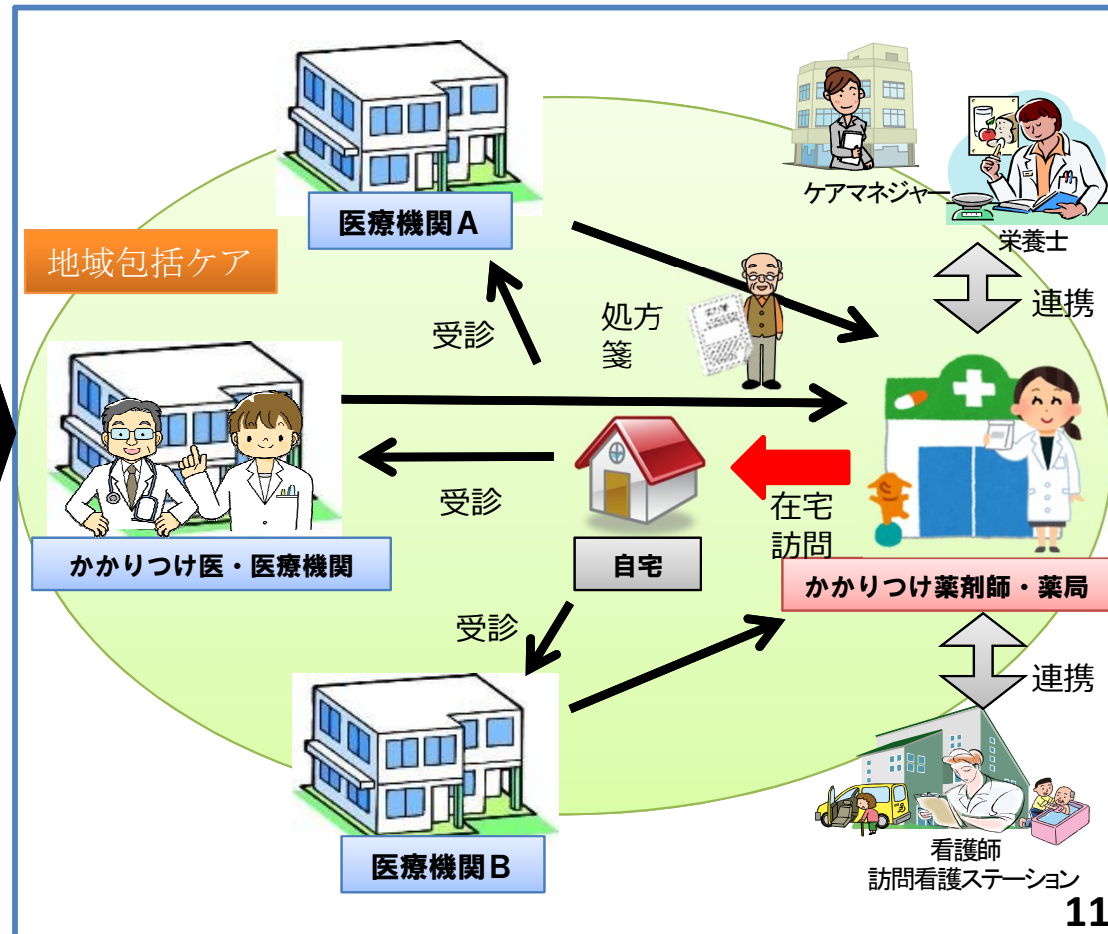 ケアマネジャー
栄養士
医療機関A
地域包括ケア
連携
受診
処方
箋
受診
在宅
訪問
かかりつけ医・医療機関
自宅
かかりつけ薬剤師・薬局
受診
連携
医療機関B
看護師
訪問看護ステーション
11